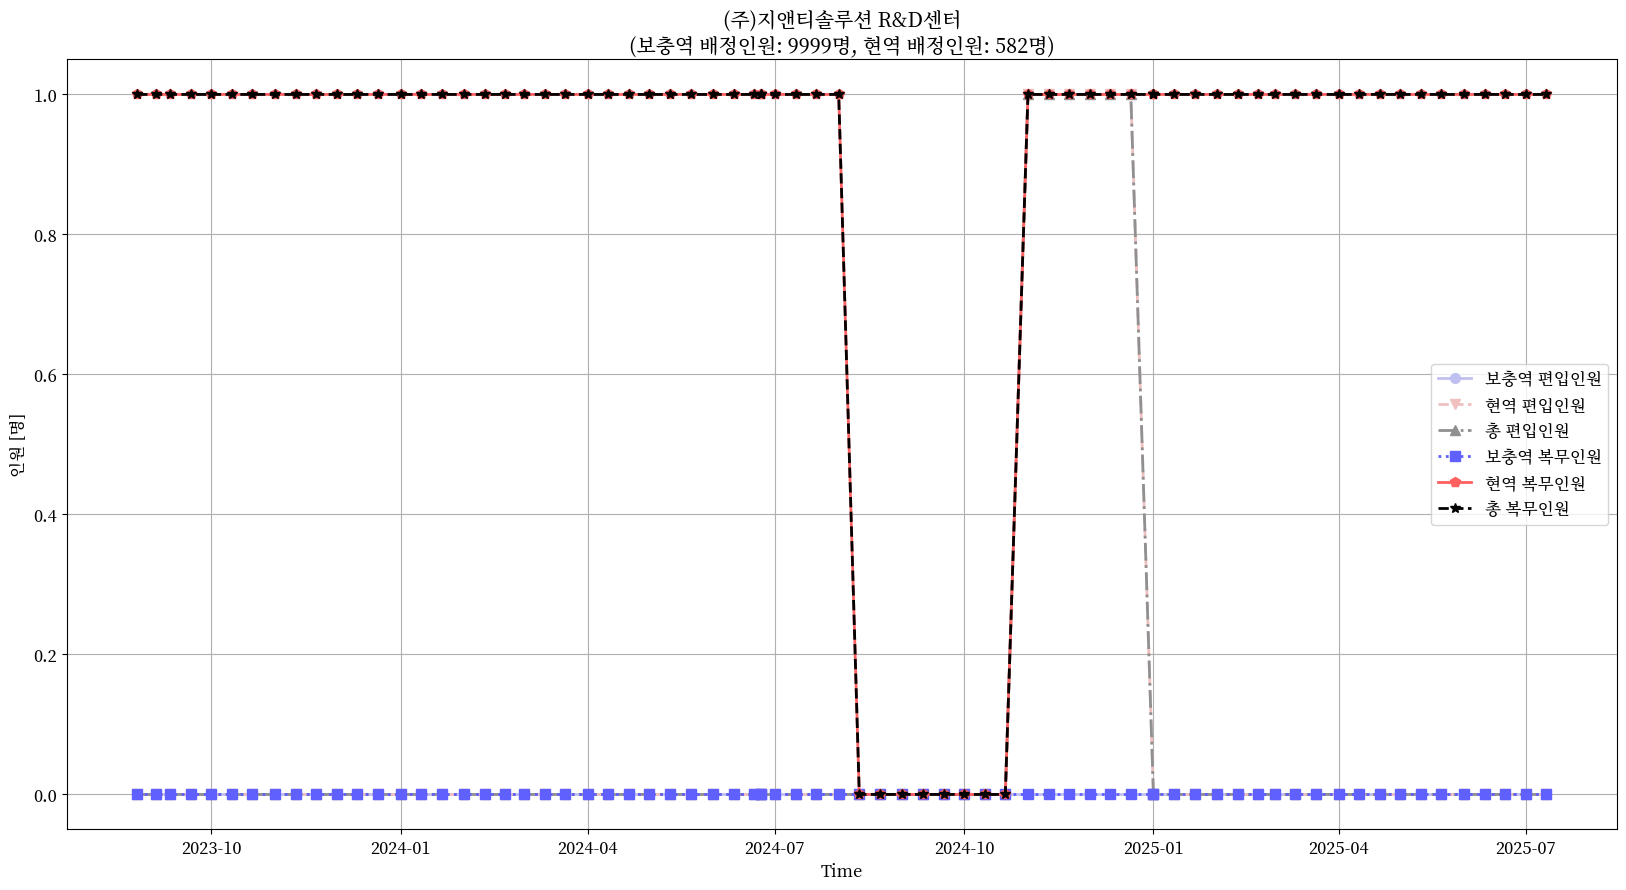 (주)지앤티솔루션 R&D센터
(보충역 배정인원: 9999명, 현역 배정인원: 582명)
1.0
0.8
0.6
0.4
0.2
0.0
인원 [명]
보충역 편입인원
현역 편입인원
총 편입인원
보충역 복무인원
현역 복무인원
총 복무인원
2023-10
2024-01
2024-04
2024-07
2024-10
2025-01
2025-04
2025-07
Time